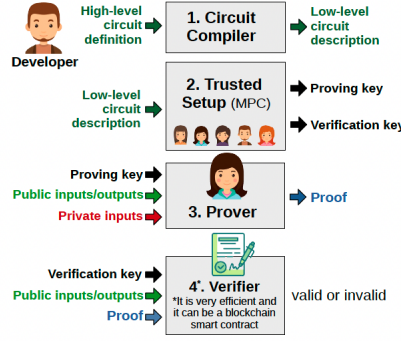 High-level
circuit
definition
Developer
1. Circuit
Compiler
Low-level
circuit
description
Low-level
circuit
description
2. Trusted
Setup (MPC)
Proving key
Verification key
Proving key
Public inputs/outputs
Private inputs
3. Prover
Proof
Verification key
Public inputs/outputs
Proof
4*. Verifier
*It is very efficient and
it can be a blockchain
smart contract
valid or invalid